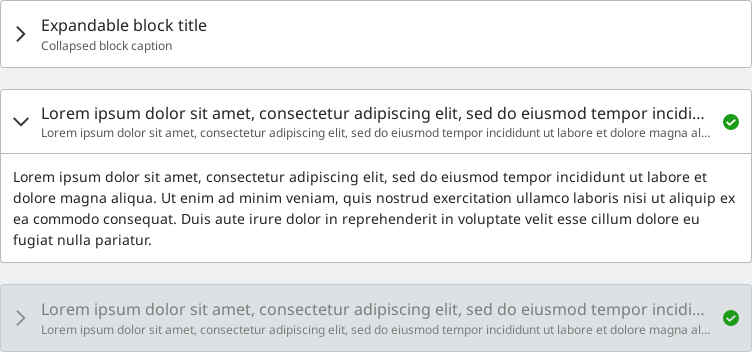 Expandable block title
Collapsed block caption
Lorem ipsum dolor sit amet, consectetur adipiscing elit, sed do eiusmod tempor incidi...
Lorem ipsum dolor sit amet, consectetur adipiscing elit, sed do eiusmod tempor incididunt ut labore et dolore magna al...
Lorem ipsum dolor sit amet, consectetur adipiscing elit, sed do eiusmod tempor incididunt ut labore et
dolore magna aliqua. Ut enim ad minim veniam, quis nostrud exercitation ullamco laboris nisi ut aliquip ex
ea commodo consequat. Duis aute irure dolor in reprehenderit in voluptate velit esse cillum dolore eu
fugiat nulla pariatur.
Lorem ipsum dolor sit amet, consectetur adipiscing elit, sed do eiusmod tempor incidi...
Lorem ipsum dolor sit amet, consectetur adipiscing elit, sed do eiusmod tempor incididunt ut labore et dolore magna al...